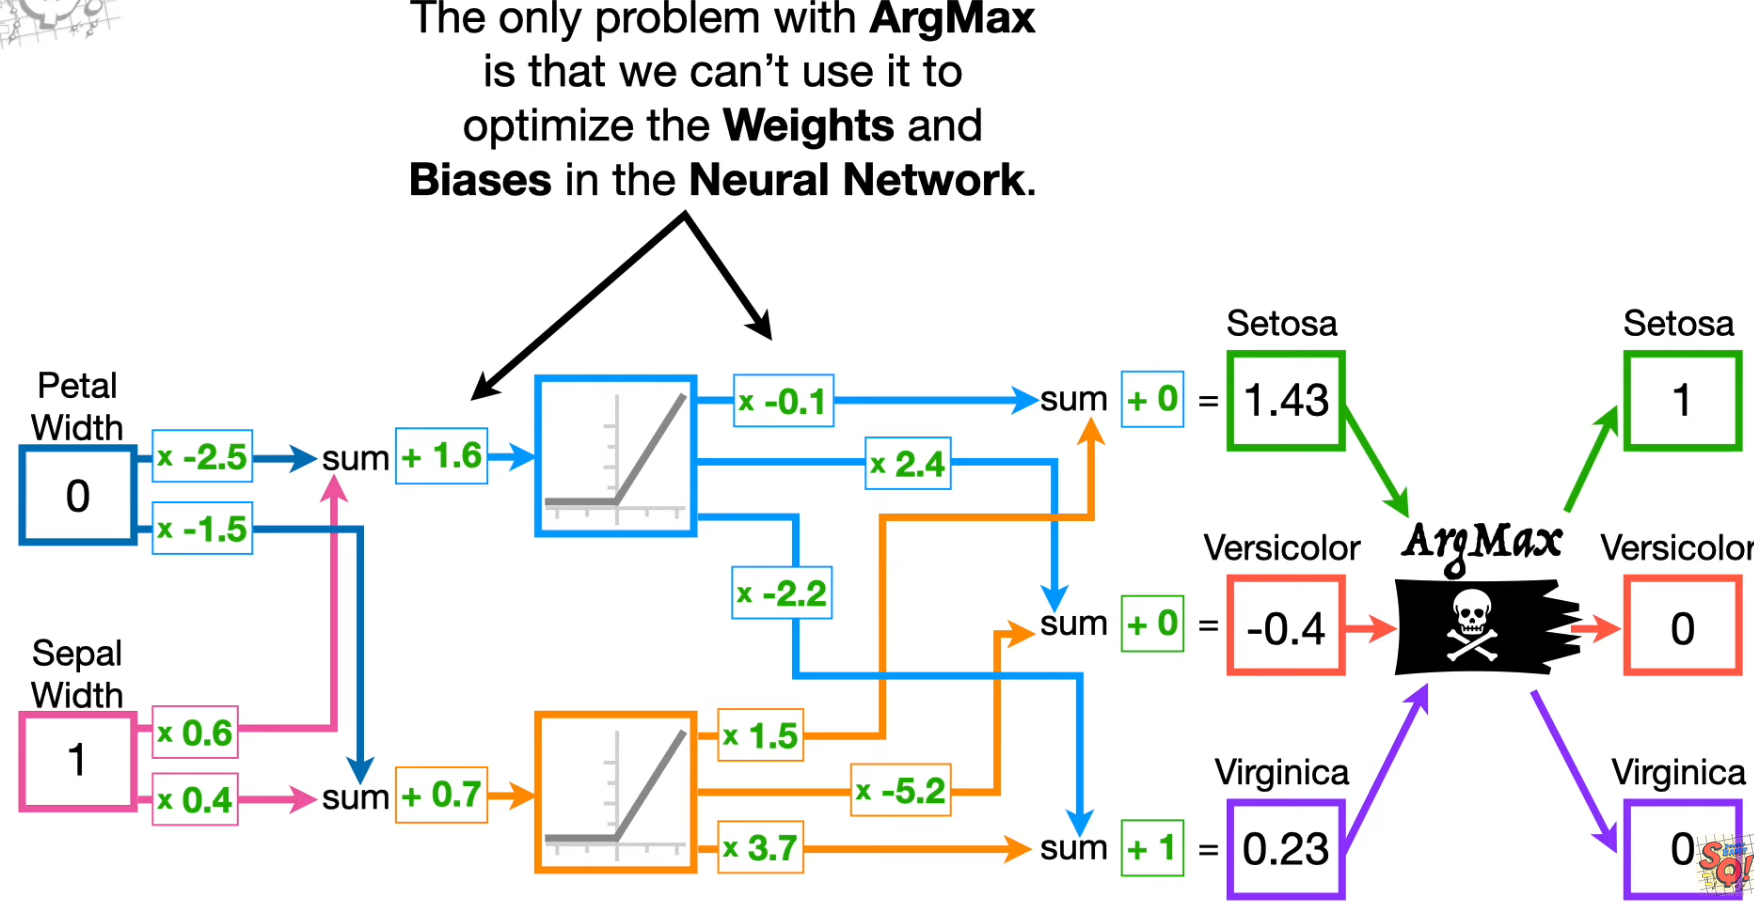 The only problem with ArgMax
is that we can't use it to
optimize the Weights and
Biases in the Neural Network.
Petal
Width
0
x -2.5
x -1.5
sum
+ 1.6
Sepal
Width
1
x 0.6
x 0.4
sum
+ 0.7
x -0.1
x 2.4
x -2.2
x 1.5
x -5.2
x 3.7
sum
+ 0
=
Setosa
1.43
sum
+ 0
=
Versicolor
-0.4
sum
+ 1
=
Virginica
0.23
ArgMax
Setosa
1
Versicolor
0
Virginica
0
SQ!